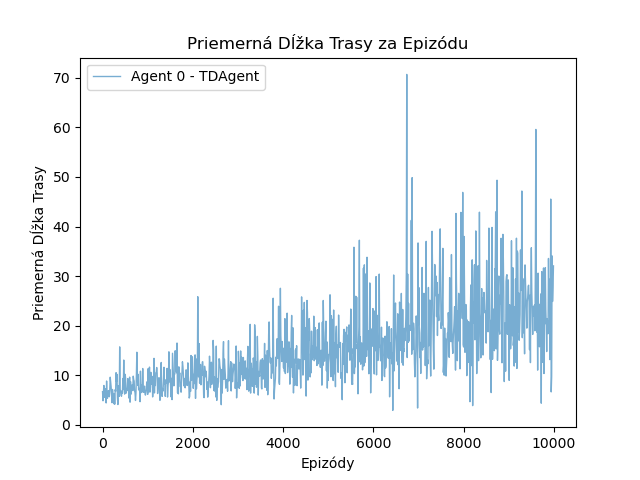 Priemerná Dĺžka Trasy za Epizódu
Agent 0 - TDAgent
Priemerná Dĺžka Trasy
70
60
50
40
30
20
10
0
0 2000 4000 6000 8000 10000
Epizódy